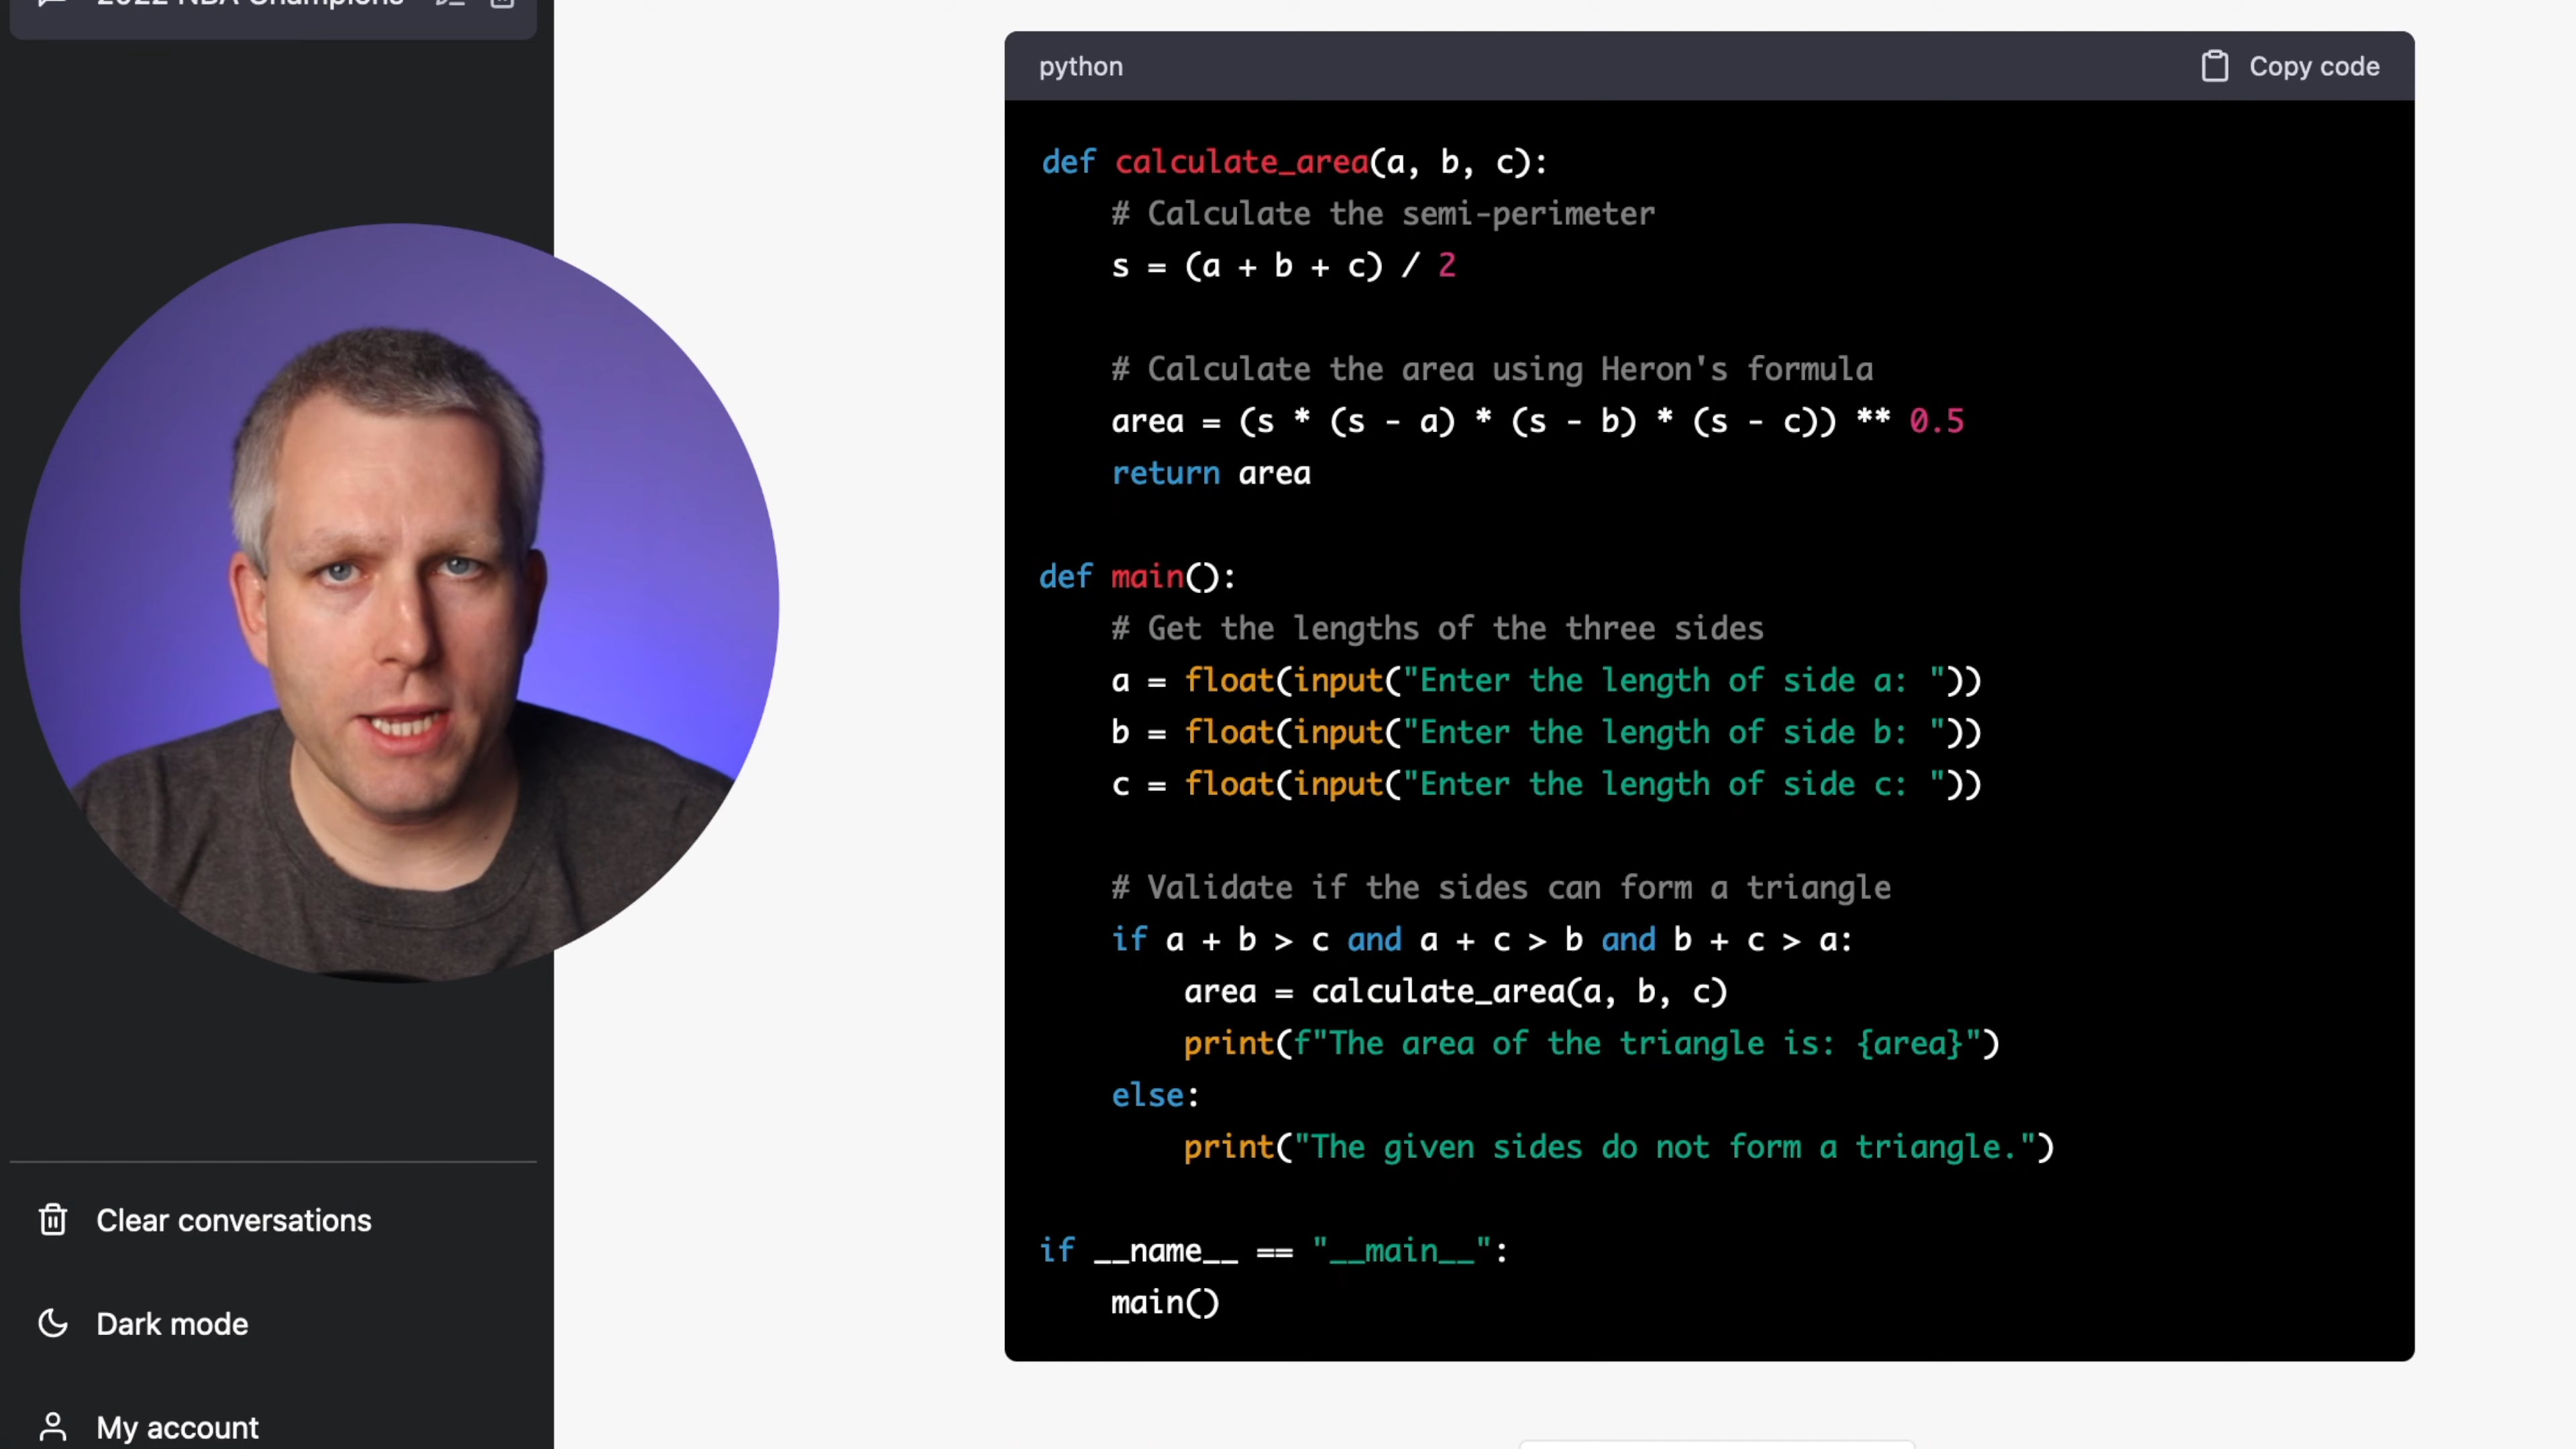 2022 NBA Champions
python
Copy code
def calculate_area(a, b, c):
    # Calculate the semi-perimeter
    s = (a + b + c) / 2
    # Calculate the area using Heron's formula
    area = (s * (s - a) * (s - b) * (s - c)) ** 0.5
    return area
def main():
    # Get the lengths of the three sides
    a = float(input("Enter the length of side a: "))
    b = float(input("Enter the length of side b: "))
    c = float(input("Enter the length of side c: "))
    # Validate if the sides can form a triangle
    if a + b > c and a + c > b and b + c > a:
        area = calculate_area(a, b, c)
        print(f"The area of the triangle is: {area}")
    else:
        print("The given sides do not form a triangle.")
if __name__ == "__main__":
    main()
Clear conversations
Dark mode
My account